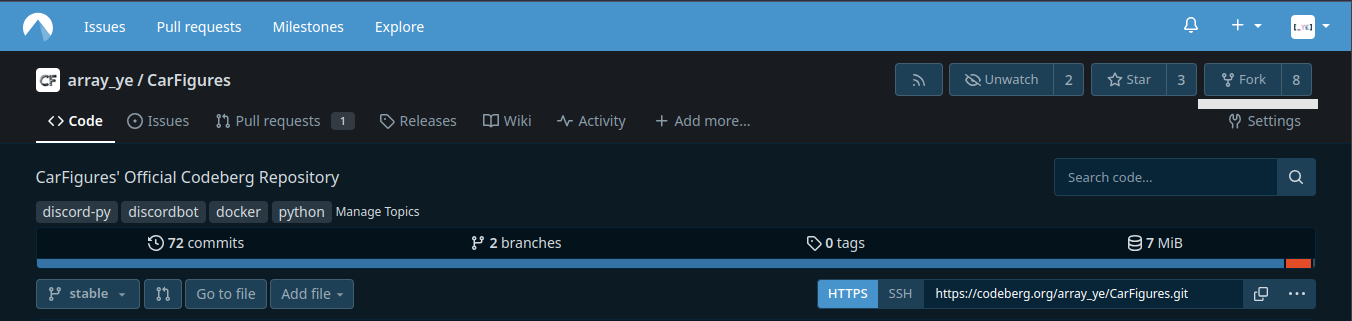 Issues Pull requests Milestones Explore
CF array_ye / CarFigures Unwatch 2 Star 3 Fork 8
Code Issues Pull requests 1 Releases Wiki Activity Add more... Settings
CarFigures' Official Codeberg Repository Search code...
discord-py discordbot docker python Manage Topics
72 commits 2 branches 0 tags 7 MiB
stable Go to file Add file HTTPS SSH https://codeberg.org/array_ye/CarFigures.git